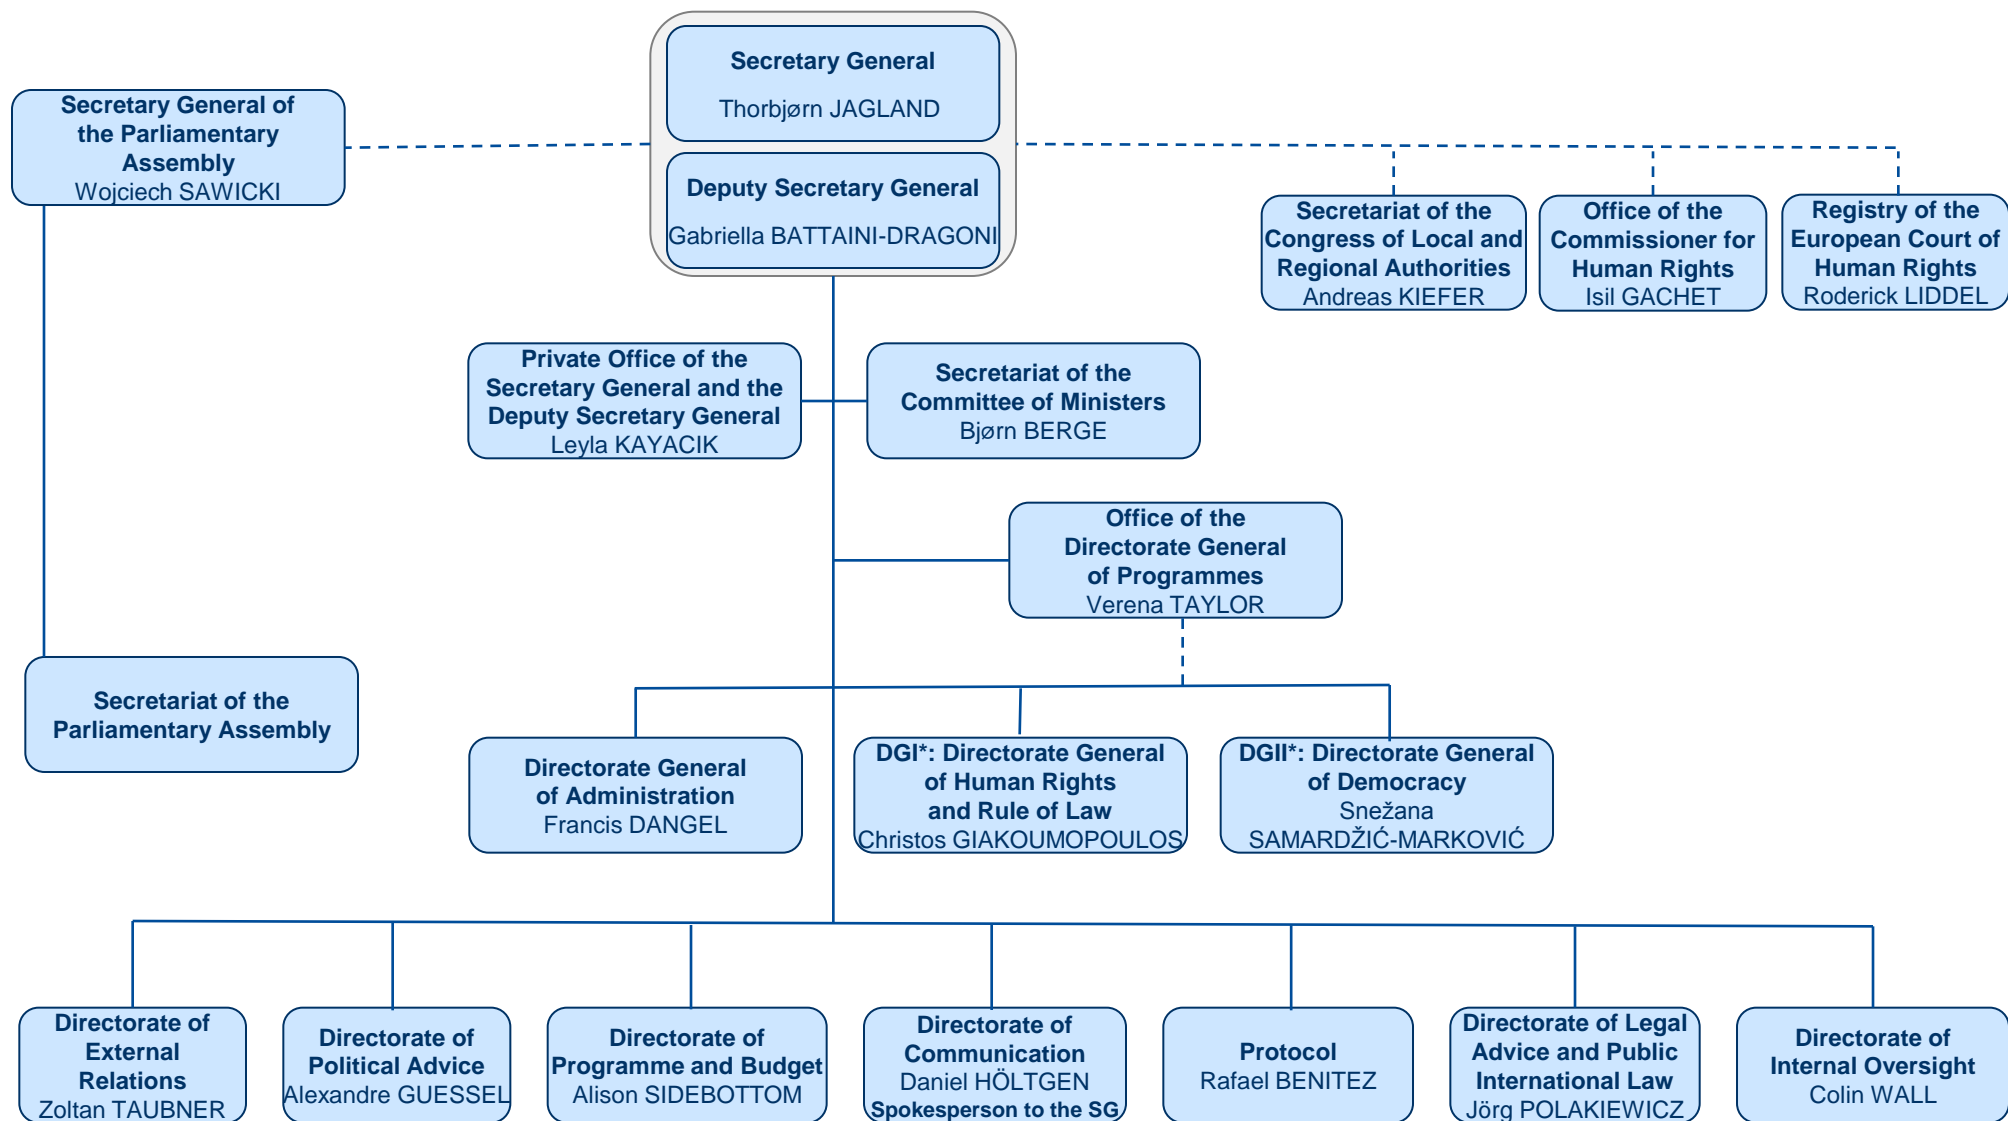 Secretary General
Thorbjørn JAGLAND
Deputy Secretary General
Gabriella BATTAINI-DRAGONI
Secretary General of
the Parliamentary
Assembly
Wojciech SAWICKI
Secretariat of the
Congress of Local and
Regional Authorities
Andreas KIEFER
Office of the
Commissioner for
Human Rights
Isil GACHET
Registry of the
European Court of
Human Rights
Roderick LIDDEL
Private Office of the
Secretary General and the
Deputy Secretary General
Leyla KAYACIK
Secretariat of the
Committee of Ministers
Bjørn BERGE
Office of the
Directorate General
of Programmes
Verena TAYLOR
Secretariat of the
Parliamentary Assembly
Directorate General
of Administration
Francis DANGEL
DGI*: Directorate General
of Human Rights
and Rule of Law
Christos GIAKOUMOPOULOS
DGII*: Directorate General
of Democracy
Snežana
SAMARDŽIĆ-MARKOVIĆ
Directorate of
External
Relations
Zoltan TAUBNER
Directorate of
Political Advice
Alexandre GUESSEL
Directorate of
Programme and Budget
Alison SIDEBOTTOM
Directorate of
Communication
Daniel HÖLTGEN
Spokesperson to the SG
Protocol
Rafael BENITEZ
Directorate of Legal
Advice and Public
International Law
Jörg POLAKIEWICZ
Directorate of
Internal Oversight
Colin WALL